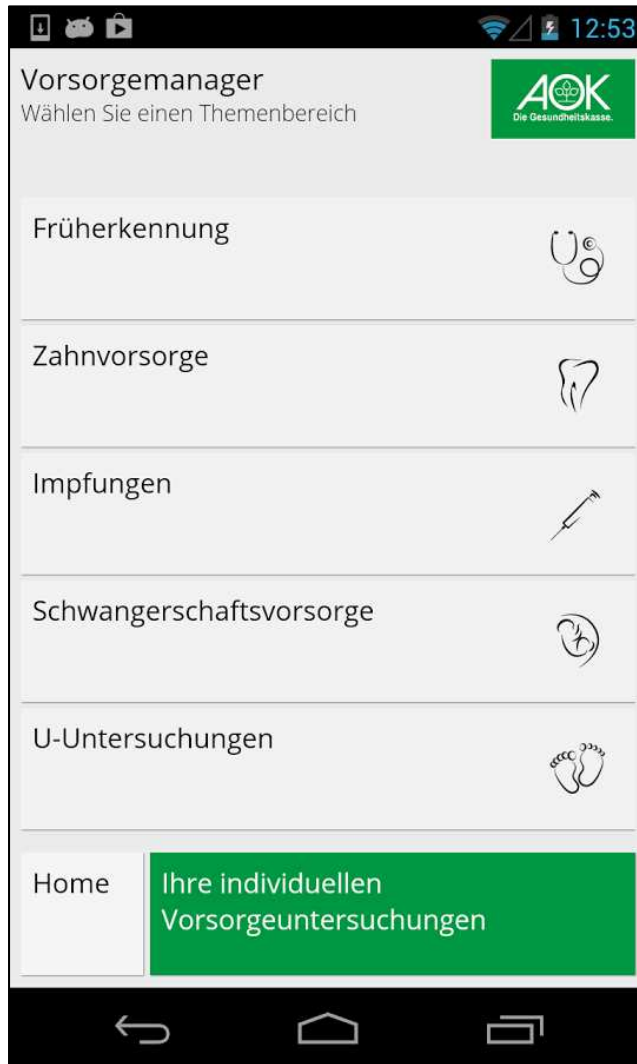 12:53
Vorsorgemanager
Wählen Sie einen Themenbereich
AOK
Die Gesundheitskasse.
Früherkennung
Zahnvorsorge
Impfungen
Schwangerschaftsvorsorge
U-Untersuchungen
Home
Ihre individuellen
Vorsorgeuntersuchungen